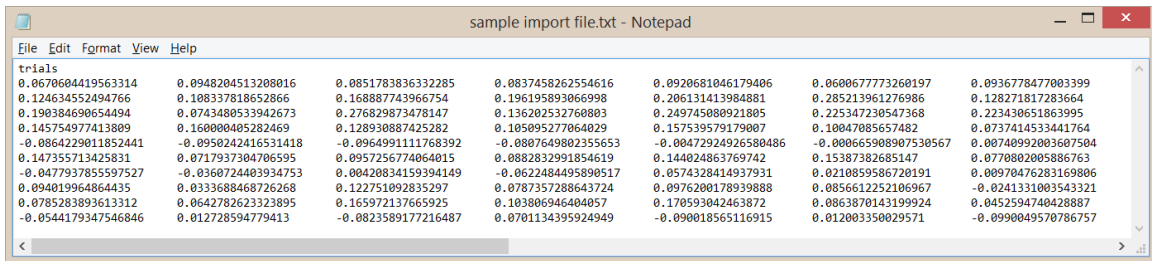 sample import file.txt - Notepad
File Edit Format View Help
trials
0.0670604419563314 0.0948204513208016 0.0851783836332285 0.0837458262554616 0.0920681046179406 0.0600677773260197 0.0936778477003399
0.124634552494766 0.108337818652866 0.168887743966754 0.196195893066998 0.206131413984881 0.285213961276986 0.128271817283664
0.190384690654494 0.0743480533942673 0.276829873478147 0.136202532760803 0.249745080921805 0.225347230547368 0.223430651863995
0.145754977413809 0.160000405282469 0.128930887425282 0.105095277064029 0.157539579179007 0.10047085657482 0.0737414533441764
-0.0864229011852441 -0.0950242416531418 -0.0964991111768392 -0.0807649802355653 -0.00472924926580486 -0.000665908907530567 0.00740992003607504
0.147355713425831 0.0717937304706595 0.0957256774064015 0.0882832991854619 0.144024863769742 0.15387382685147 0.0770802005886763
-0.0477937855597527 -0.0360724403934753 0.00420834159394149 -0.0622484495890517 0.0574328414937931 0.0210859586720191 0.00970476283169806
0.094019964864435 0.0333688468726268 0.122751092835297 0.0787357288643724 0.0976200178939888 0.0856612252106967 -0.0241331003543321
0.0785283893613312 0.0642782623323895 0.165972137665925 0.103806946404057 0.170593042463872 0.0863870143199924 0.0452594740428887
-0.0544179347546846 0.012728594779413 -0.0823589177216487 0.0701134395924949 -0.090018565116915 0.012003350029571 -0.0990049570786757